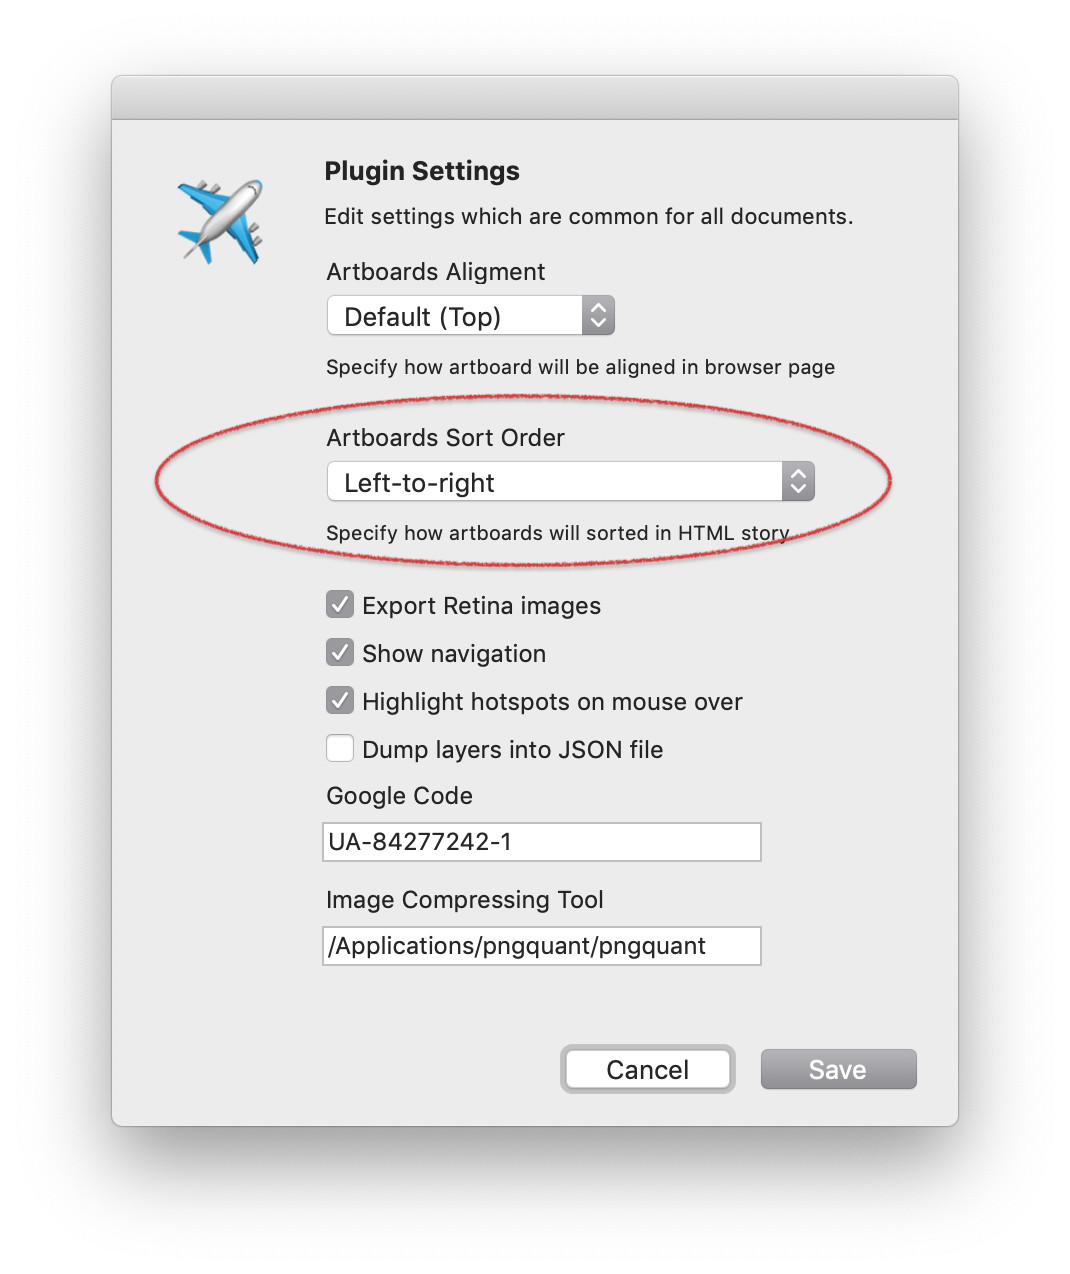 Plugin Settings
Edit settings which are common for all documents.
Artboards Aligment
Default (Top)
Specify how artboard will be aligned in browser page
Artboards Sort Order
Left-to-right
Specify how artboards will sorted in HTML story
Export Retina images
Show navigation
Highlight hotspots on mouse over
Dump layers into JSON file
Google Code
UA-84277242-1
Image Compressing Tool
/Applications/pngquant/pngquant
Cancel
Save